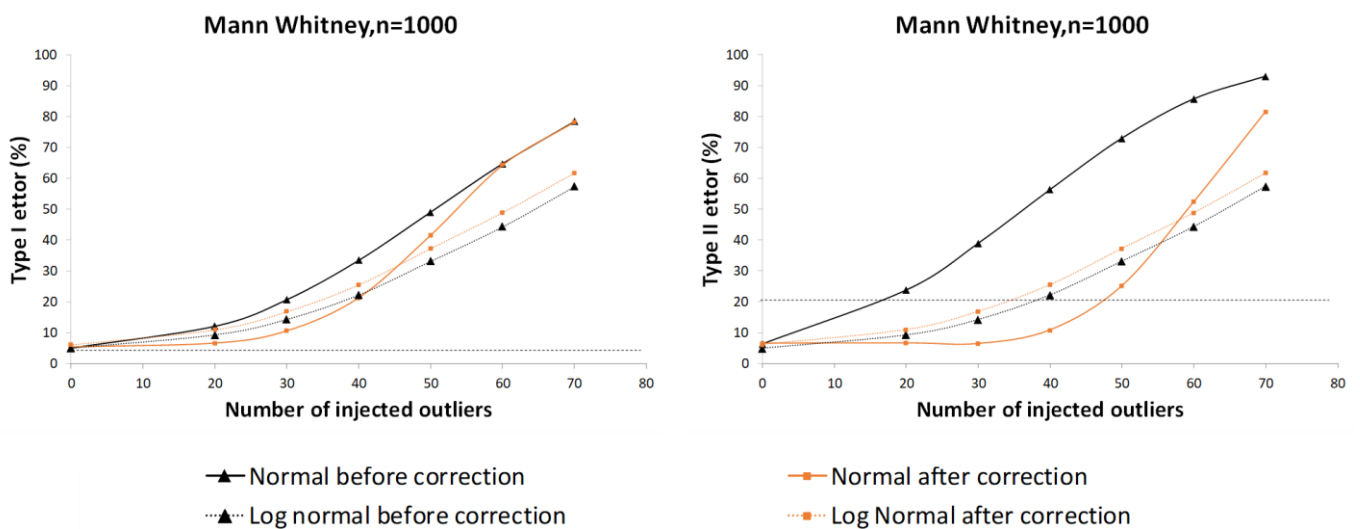 Mann Whitney,n=1000
Type I ettor (%)
100
90
80
70
60
50
40
30
20
10
0
0 10 20 30 40 50 60 70 80
Number of injected outliers
Mann Whitney,n=1000
Type II ettor (%)
100
90
80
70
60
50
40
30
20
10
0
0 10 20 30 40 50 60 70 80
Number of injected outliers
Normal before correction
Normal after correction
Log normal before correction
Log Normal after correction